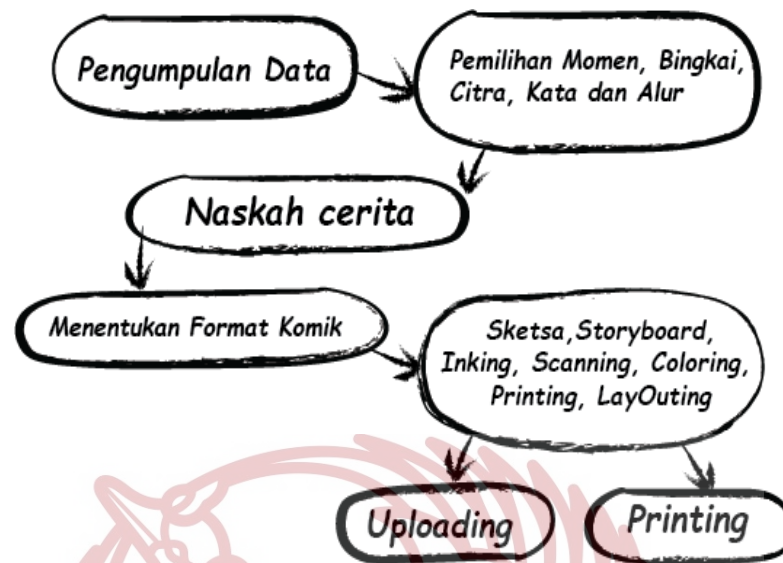 Pengumpulan Data
Pemilihan Momen, Bingkai,
Citra, Kata dan Alur
Naskah cerita
Menentukan Format Komik
Sketsa,Storyboard,
Inking, Scanning, Coloring,
Printing, LayOuting
Uploading
Printing